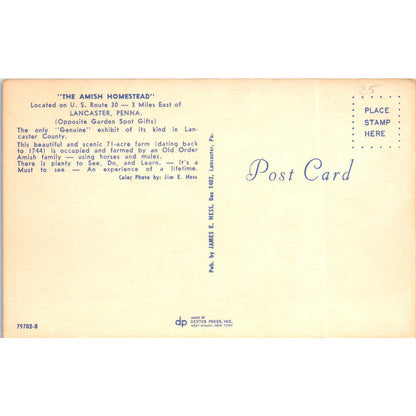 "THE AMISH HOMESTEAD"
Located on U. S. Route 30 — 3 Miles East of
LANCASTER, PENNA.
(Opposite Garden Spot Gifts)
The only "Genuine" exhibit of its kind in Lan-
caster County.
This beautiful and scenic 71-acre farm (dating back
to 1744) is occupied and farmed by an Old Order
Amish family — using horses and mules.
There is plenty to See, Do, and Learn. — It's a
Must to see — An experience of a lifetime.
Color Photo by: Jim E. Hess
Pub. by JAMES E. HESS, Box 1402, Lancaster, Pa.
25
PLACE
STAMP
HERE
Post Card
dp
MADE BY
DEXTER PRESS, INC.
WEST NYACK, NEW YORK
79702-B